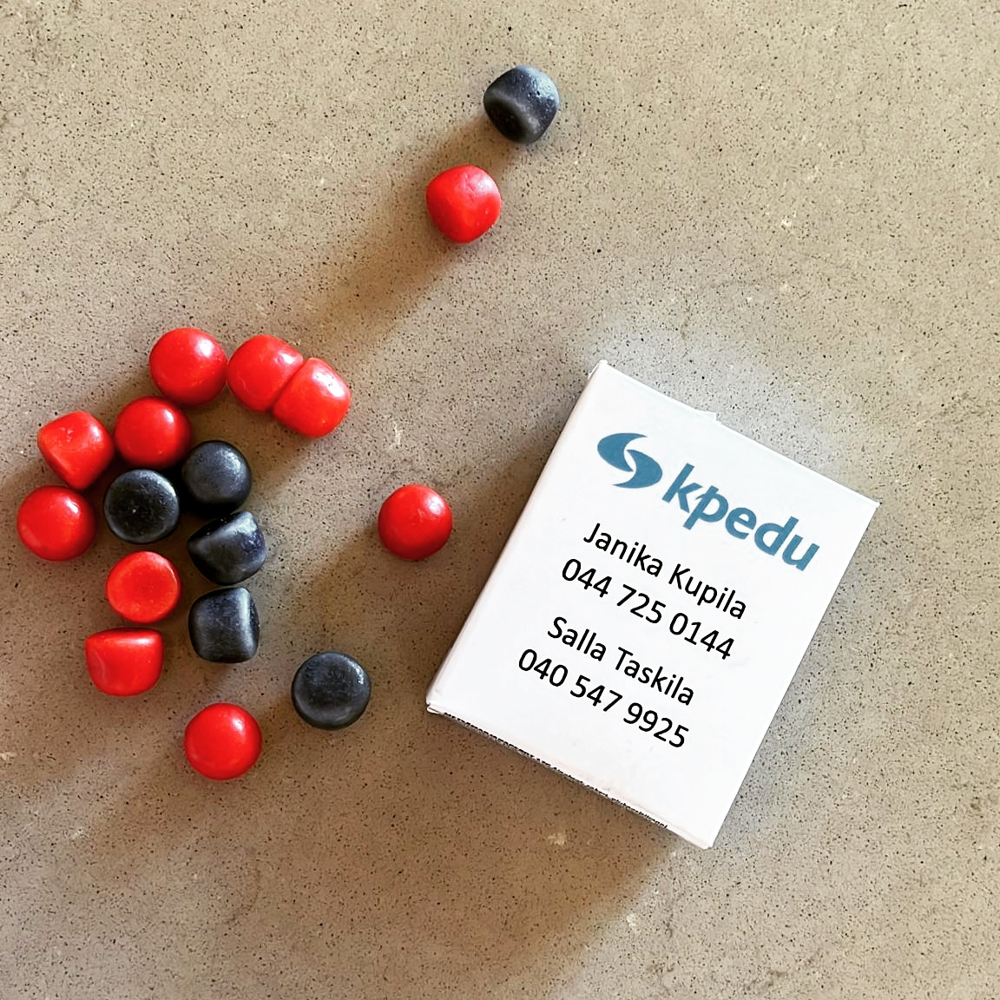 kpedu
Janika Kupila
044 725 0144
Salla Taskila
040 547 9925